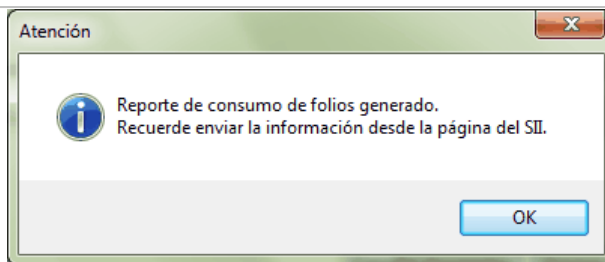 Atención
Reporte de consumo de folios generado.
Recuerde enviar la información desde la página del SII.
OK